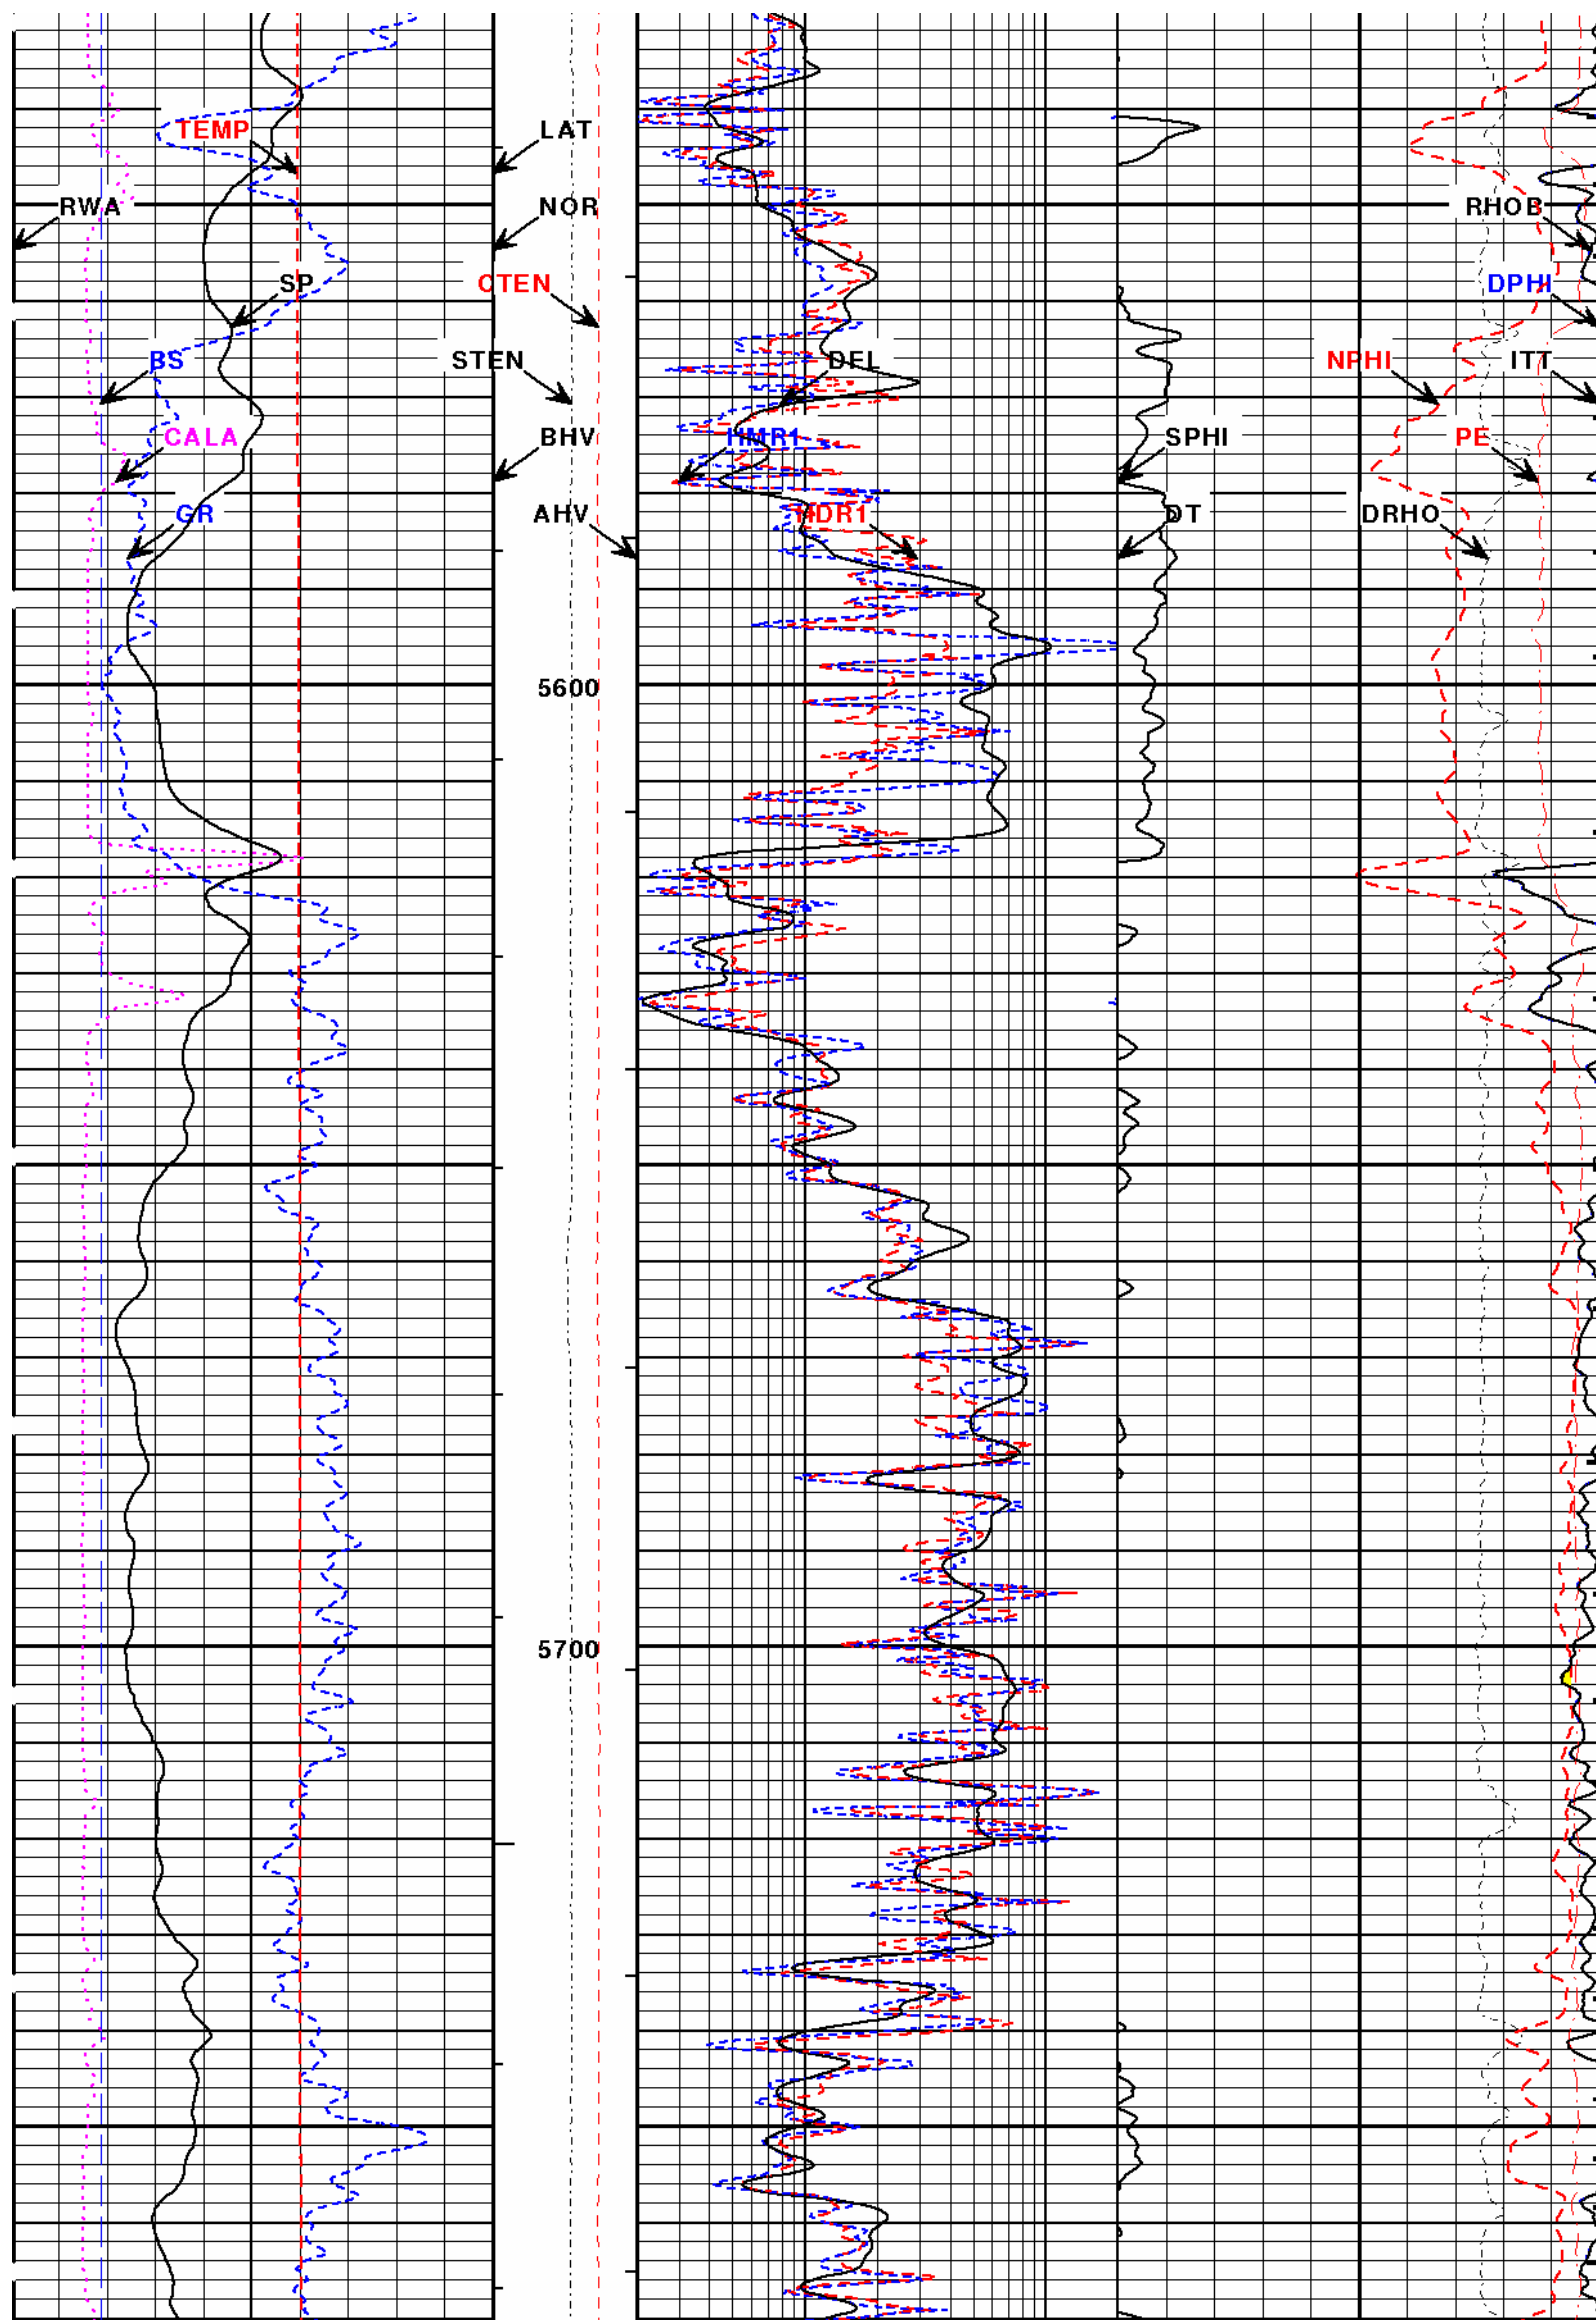 TEMP
LAT
RWA
NOR
RHOB
SP
CTEN
DPHI
BS
STEN
DFL
NPHI
ITT
CALA
BHV
HMR1
SPHI
PE
GR
AHV
HDR1
DT
DRHO
5600
5700